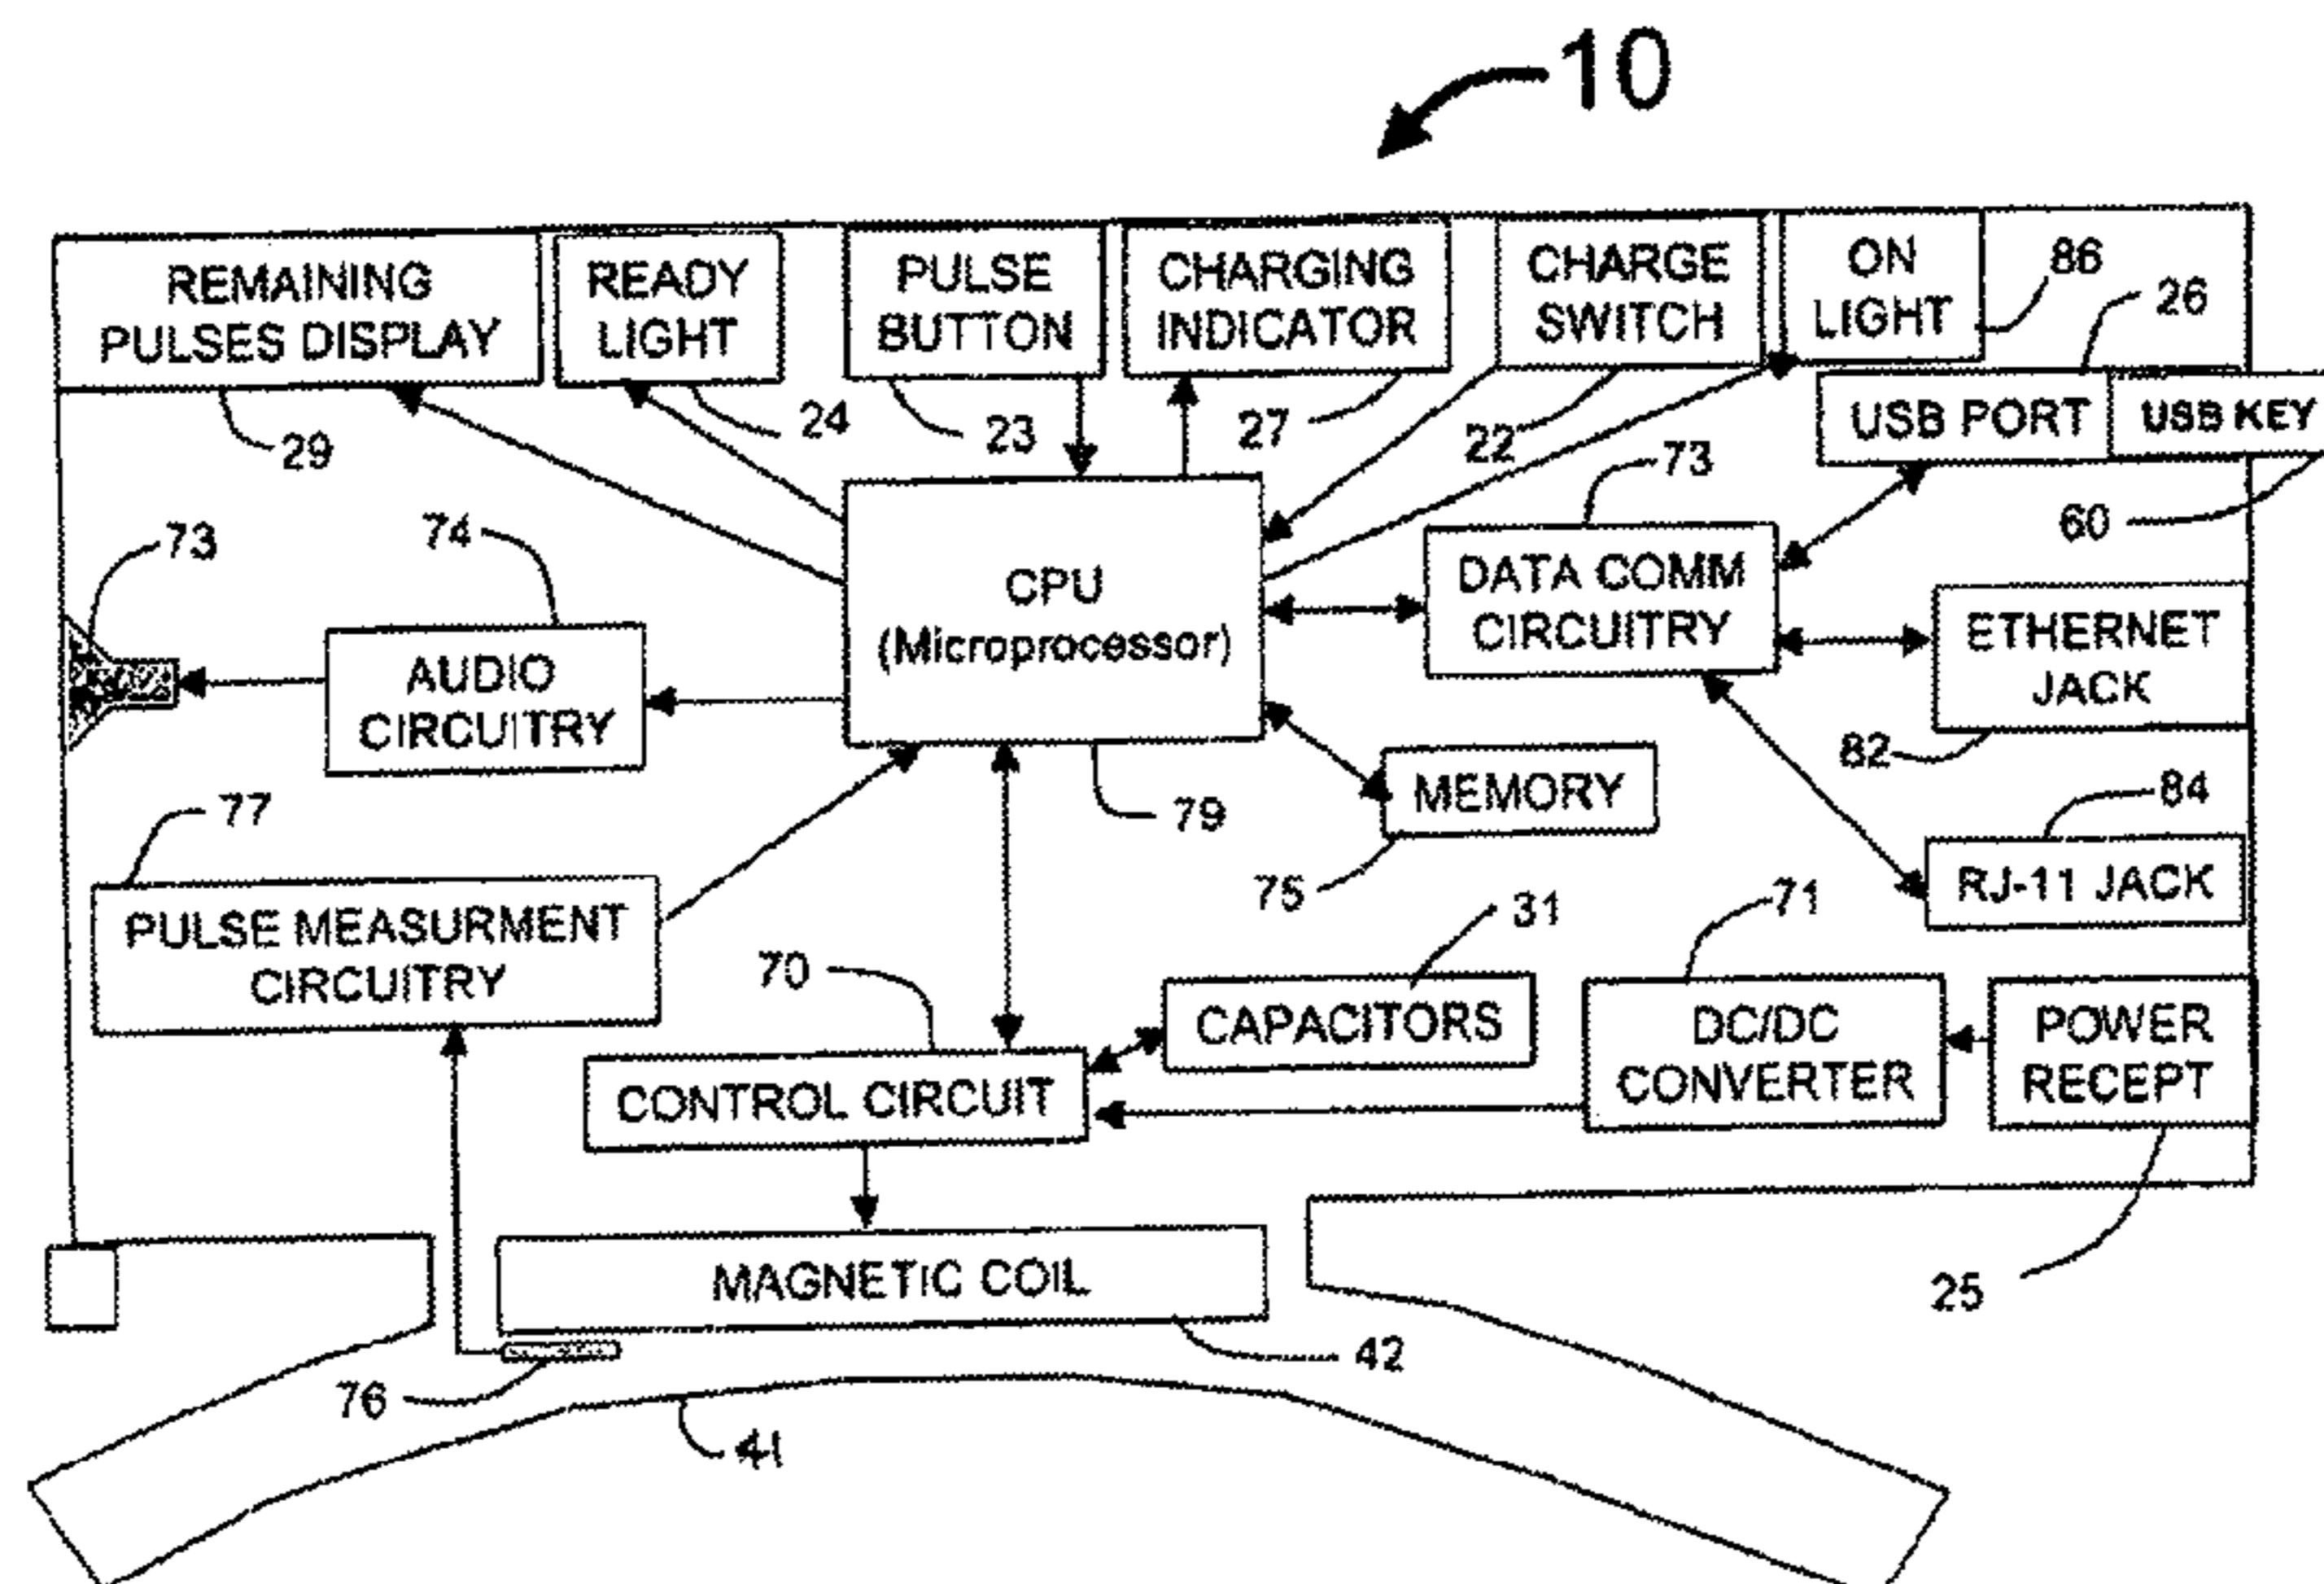 10
REMAINING
PULSES DISPLAY
READY
LIGHT
PULSE
BUTTON
CHARGING
INDICATOR
CHARGE
SWITCH
ON
LIGHT
86
26
USB PORT
USB KEY
29
24
23
27
22
73
60
73
74
CPU
(Microprocessor)
DATA COMM
CIRCUITRY
ETHERNET
JACK
AUDIO
CIRCUITRY
82
77
79
MEMORY
84
75
RJ-11 JACK
PULSE MEASURMENT
CIRCUITRY
70
31
71
CAPACITORS
DC/DC
CONVERTER
POWER
RECEPT
CONTROL CIRCUIT
MAGNETIC COIL
25
76
42
41